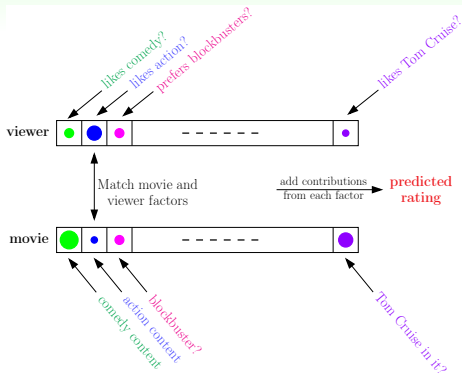 likes comedy?
likes action?
prefers blockbusters?
likes Tom Cruise?
viewer
Match movie and
viewer factors
add contributions
from each factor
predicted
rating
movie
comedy content
action content
blockbuster?
Tom Cruise in it?